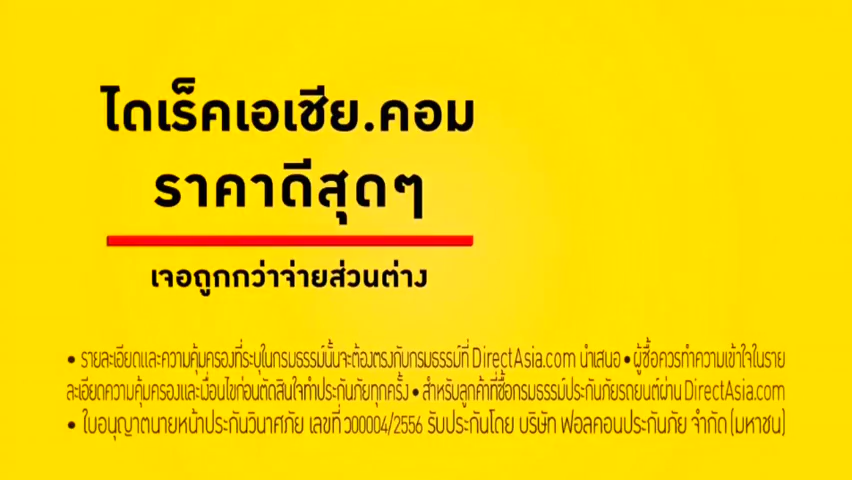 ไดเร็คเอเชีย.คอม
ราคาดีสุดๆ
เจอถูกกว่าจ่ายส่วนต่าง
• รายละเอียดและความคุ้มครองที่ระบุในกรมธรรม์นั้นจะต้องตรงกับกรมธรรม์ที่ DirectAsia.com นำเสนอ • ผู้ซื้อควรทำความเข้าใจในราย
ละเอียดความคุ้มครองและเงื่อนไขก่อนตัดสินใจทำประกันภัยทุกครั้ง • สำหรับลูกค้าที่ซื้อกรมธรรม์ประกันภัยรถยนต์ผ่าน DirectAsia.com
• ใบอนุญาตนายหน้าประกันวินาศภัย เลขที่ ว00004/2556 รับประกันโดย บริษัท ฟอลคอนประกันภัย จำกัด (มหาชน)